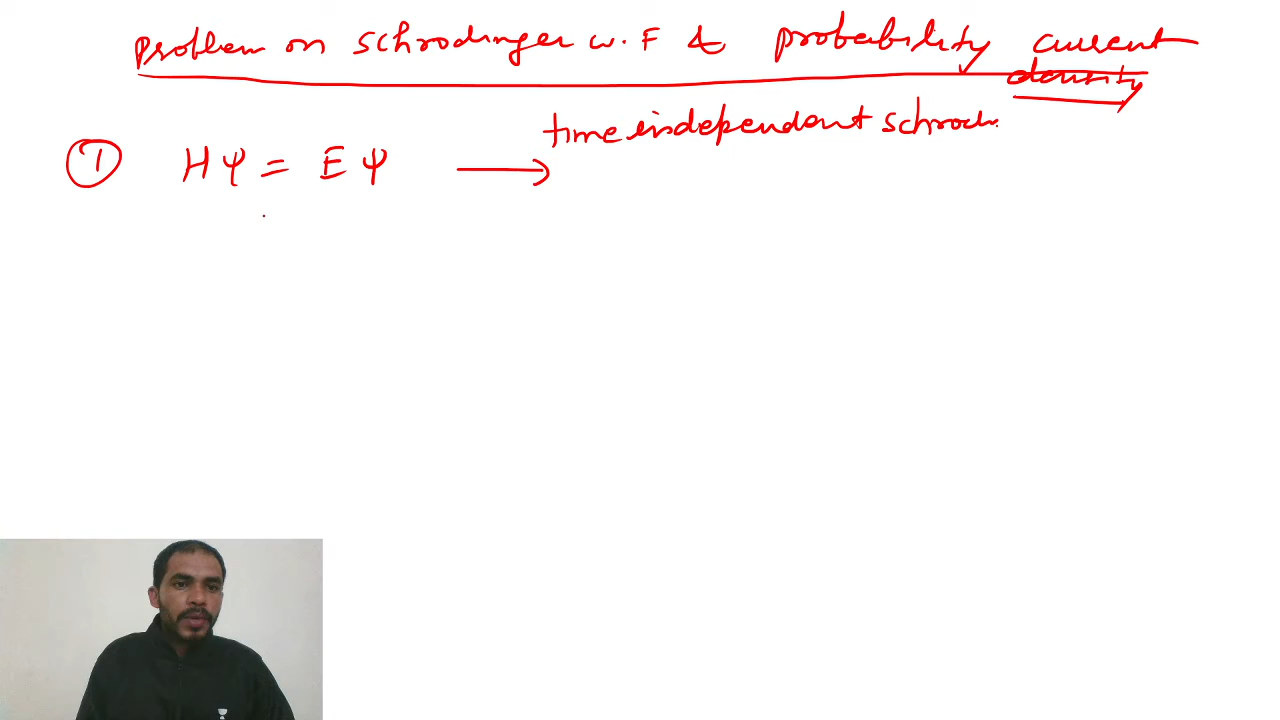 Problem on schrodinger w.F & probability current
density
time independent schrod.
① Hψ = Eψ ⟶